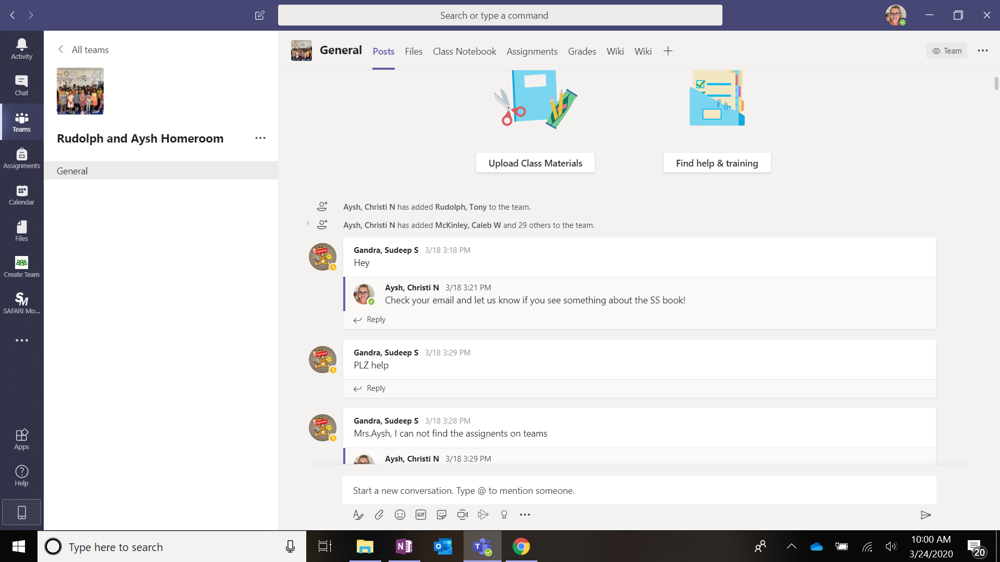 Search or type a command
Activity
Chat
Teams
Assignments
Calendar
Files
Create Team
SM
SAFARI Mo...
Apps
Help
All teams
Rudolph and Aysh Homeroom
General
General Posts Files Class Notebook Assignments Grades Wiki Wiki
Team
Upload Class Materials
Find help & training
Aysh, Christi N has added Rudolph, Tony to the team.
Aysh, Christi N has added McKinley, Caleb W and 29 others to the team.
Supreme
Gandra, Sudeep S 3/18 3:18 PM
Hey
Aysh, Christi N 3/18 3:21 PM
Check your email and let us know if you see something about the SS book!
Reply
Supreme
Gandra, Sudeep S 3/18 3:29 PM
PLZ help
Reply
Supreme
Gandra, Sudeep S 3/18 3:28 PM
Mrs.Aysh, I can not find the assignents on teams
Aysh, Christi N 3/18 3:29 PM
Start a new conversation. Type @ to mention someone.
GIF
Type here to search
N
O
T
10:00 AM
3/24/2020
20